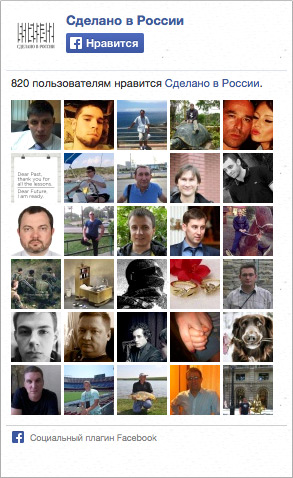 Сделано в России
СДЕЛАНО В РОССИИ
Нравится
820 пользователям нравится Сделано в России.
Dear Past,
thank you for
all the lessons.
Dear Future,
I am ready.
Социальный плагин Facebook